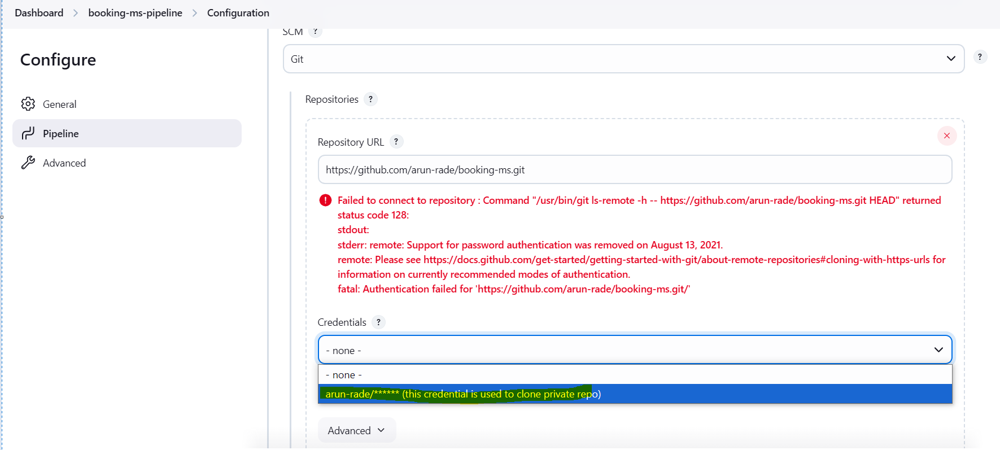 Dashboard > booking-ms-pipeline > Configuration
Configure
General
Pipeline
Advanced
SCM ?
Git
?
Repositories ?
Repository URL ?
https://github.com/arun-rade/booking-ms.git
Failed to connect to repository : Command "/usr/bin/git ls-remote -h -- https://github.com/arun-rade/booking-ms.git HEAD" returned
status code 128:
stdout:
stderr: remote: Support for password authentication was removed on August 13, 2021.
remote: Please see https://docs.github.com/get-started/getting-started-with-git/about-remote-repositories#cloning-with-https-urls for
information on currently recommended modes of authentication.
fatal: Authentication failed for 'https://github.com/arun-rade/booking-ms.git/'
Credentials ?
- none -
- none -
arun-rade/****** (this credential is used to clone private repo)
Advanced